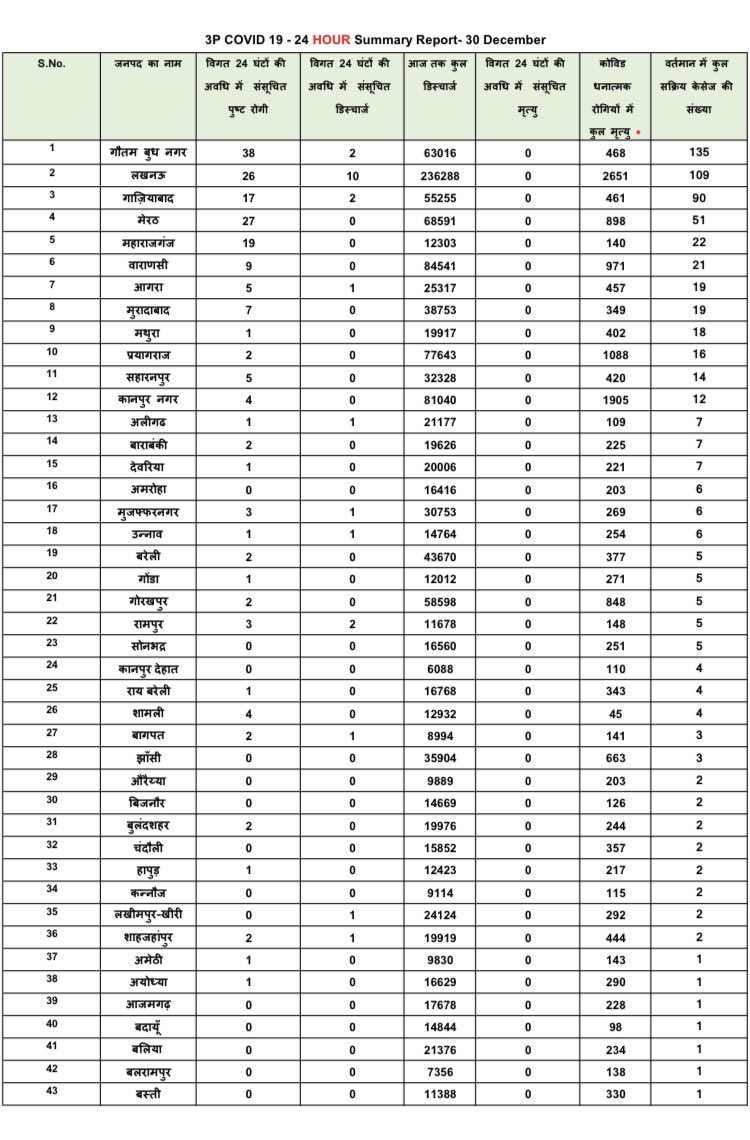 3P COVID 19 - 24 HOUR Summary Report- 30 December
S.No. जनपद का नाम विगत 24 घंटों की अवधि में संसूचित पुष्ट रोगी विगत 24 घंटों की अवधि में संसूचित डिस्चार्ज आज तक कुल डिस्चार्ज विगत 24 घंटों की अवधि में संसूचित मृत्यु कोविड धनात्मक रोगियों में कुल मृत्यु • वर्तमान में कुल सक्रिय केसेज की संख्या
1 गौतम बुध नगर 38 2 63016 0 468 135
2 लखनऊ 26 10 236288 0 2651 109
3 गाज़ियाबाद 17 2 55255 0 461 90
4 मेरठ 27 0 68591 0 898 51
5 महाराजगंज 19 0 12303 0 140 22
6 वाराणसी 9 0 84541 0 971 21
7 आगरा 5 1 25317 0 457 19
8 मुरादाबाद 7 0 38753 0 349 19
9 मथुरा 1 0 19917 0 402 18
10 प्रयागराज 2 0 77643 0 1088 16
11 सहारनपुर 5 0 32328 0 420 14
12 कानपुर नगर 4 0 81040 0 1905 12
13 अलीगढ 1 1 21177 0 109 7
14 बाराबंकी 2 0 19626 0 225 7
15 देवरिया 1 0 20006 0 221 7
16 अमरोहा 0 0 16416 0 203 6
17 मुजफ्फरनगर 3 1 30753 0 269 6
18 उन्नाव 1 1 14764 0 254 6
19 बरेली 2 0 43670 0 377 5
20 गोंडा 1 0 12012 0 271 5
21 गोरखपुर 2 0 58598 0 848 5
22 रामपुर 3 2 11678 0 148 5
23 सोनभद्र 0 0 16560 0 251 5
24 कानपुर देहात 0 0 6088 0 110 4
25 राय बरेली 1 0 16768 0 343 4
26 शामली 4 0 12932 0 45 4
27 बागपत 2 1 8994 0 141 3
28 झाँसी 0 0 35904 0 663 3
29 औरैय्या 0 0 9889 0 203 2
30 बिजनौर 0 0 14669 0 126 2
31 बुलंदशहर 2 0 19976 0 244 2
32 चंदौली 0 0 15852 0 357 2
33 हापुड़ 1 0 12423 0 217 2
34 कन्नौज 0 0 9114 0 115 2
35 लखीमपुर-खीरी 0 1 24124 0 292 2
36 शाहजहांपुर 2 1 19919 0 444 2
37 अमेठी 1 0 9830 0 143 1
38 अयोध्या 1 0 16629 0 290 1
39 आजमगढ़ 0 0 17678 0 228 1
40 बदायूँ 0 0 14844 0 98 1
41 बलिया 0 0 21376 0 234 1
42 बलरामपुर 0 0 7356 0 138 1
43 बस्ती 0 0 11388 0 330 1